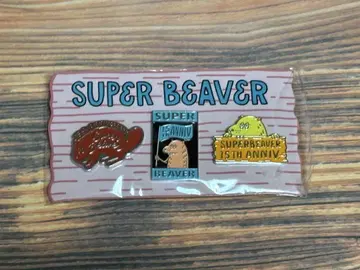 SUPER BEAVER
SUPER
15th ANNIV
BEAVER
SUPERBEAVER
15TH ANNIV.